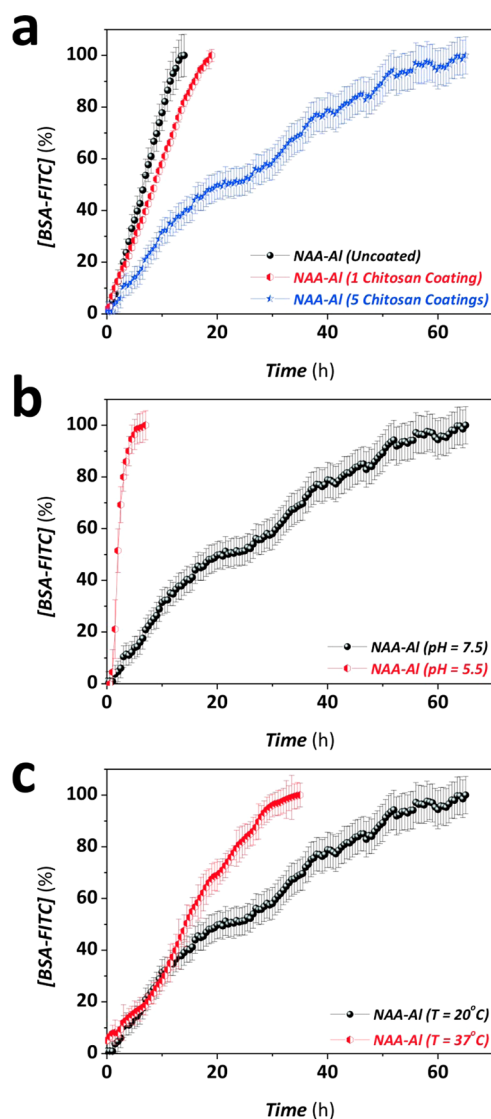 a
100
80
60
40
20
0
[BSA-FITC] (%)
NAA-Al (Uncoated)
NAA-Al (1 Chitosan Coating)
NAA-Al (5 Chitosan Coatings)
0 20 40 60
Time (h)
b
100
80
60
40
20
0
[BSA-FITC] (%)
NAA-Al (pH = 7.5)
NAA-Al (pH = 5.5)
0 20 40 60
Time (h)
c
100
80
60
40
20
0
[BSA-FITC] (%)
NAA-Al (T = 20°C)
NAA-Al (T = 37°C)
0 20 40 60
Time (h)